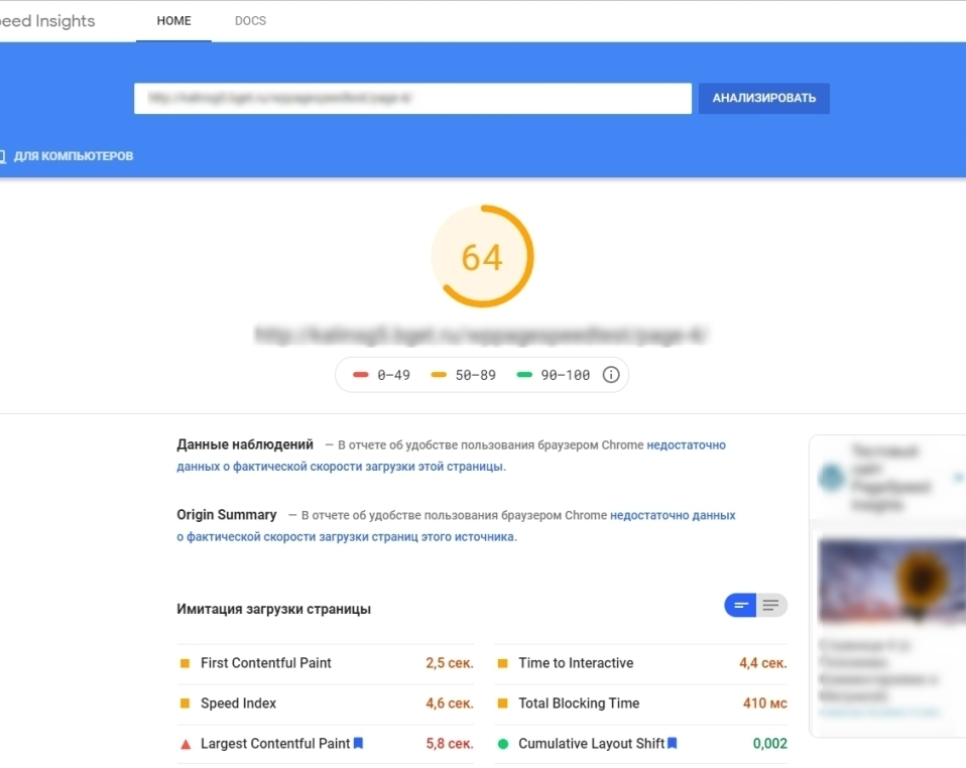 eed Insights
HOME
DOCS
АНАЛИЗИРОВАТЬ
ДЛЯ КОМПЬЮТЕРОВ
64
0–49
50–89
90–100
Данные наблюдений — В отчете об удобстве пользования браузером Chrome недостаточно
данных о фактической скорости загрузки этой страницы.
Origin Summary — В отчете об удобстве пользования браузером Chrome недостаточно данных
о фактической скорости загрузки страниц этого источника.
Имитация загрузки страницы
First Contentful Paint 2,5 сек.
Time to Interactive 4,4 сек.
Speed Index 4,6 сек.
Total Blocking Time 410 мс
Largest Contentful Paint 5,8 сек.
Cumulative Layout Shift 0,002